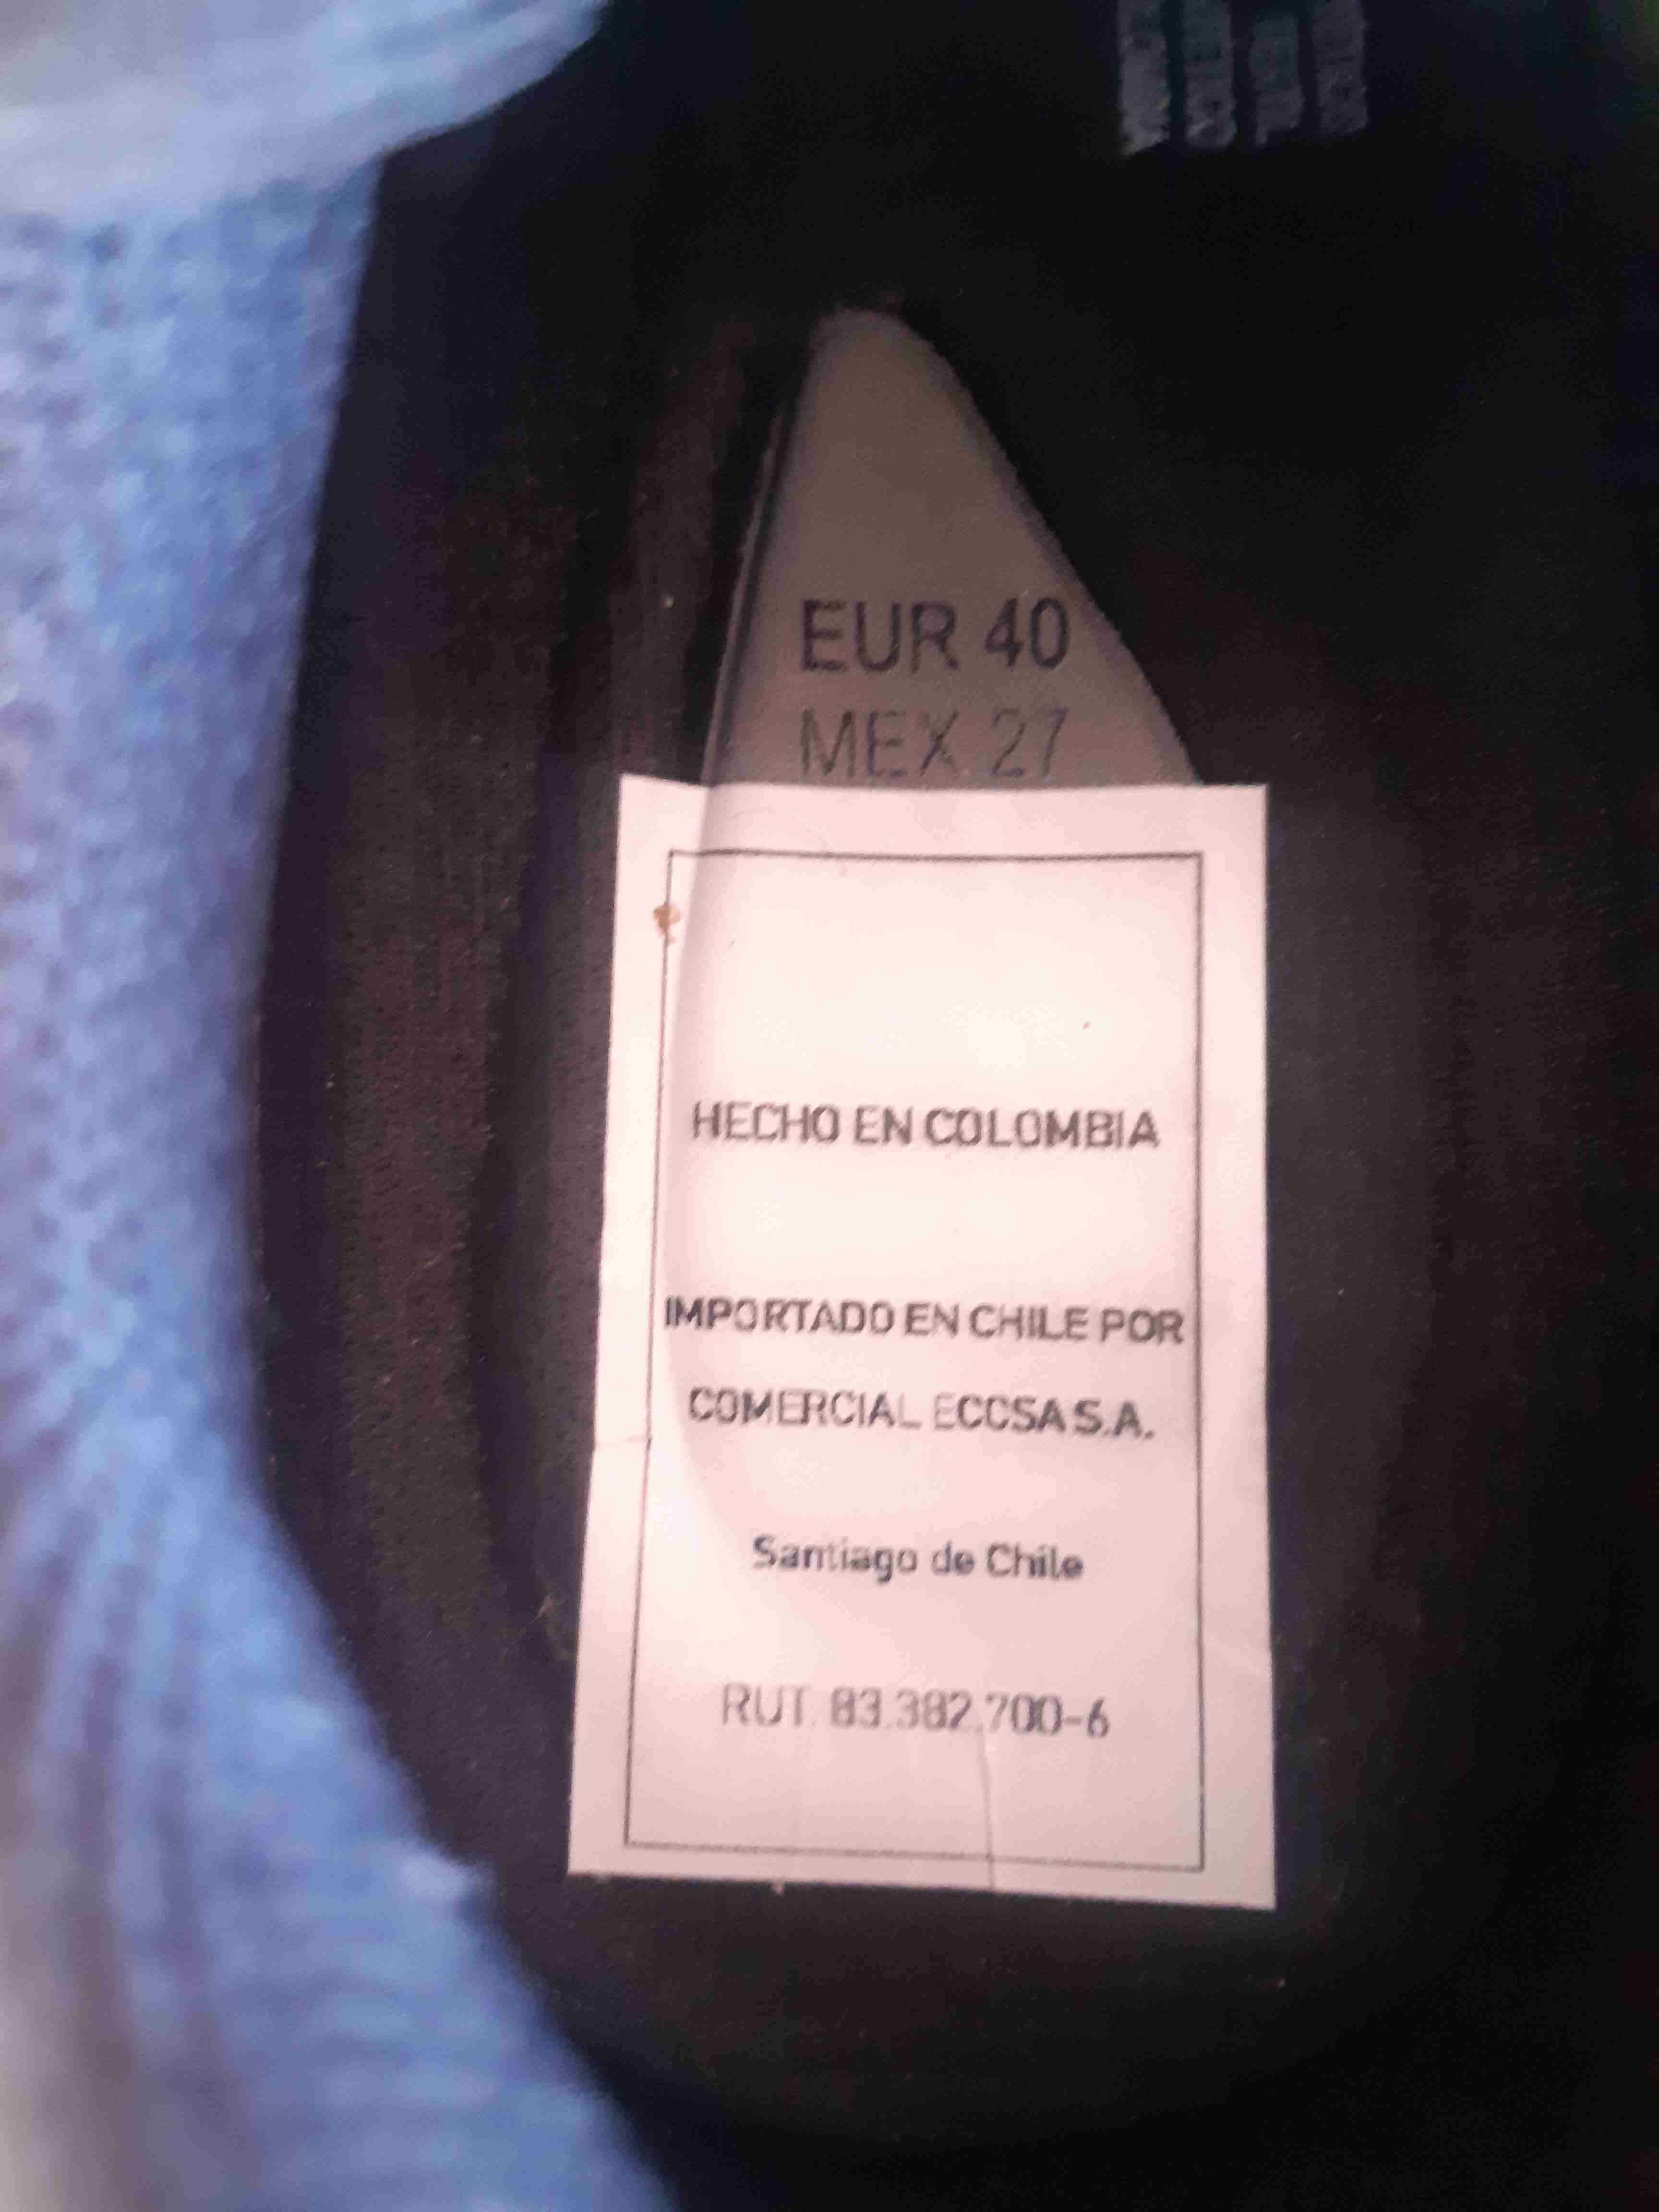 EUR 40
MEX 27
HECHO EN COLOMBIA
IMPORTADO EN CHILE POR
COMERCIAL ECCSA S.A.
Santiago de Chile
RUT. 83.382.700-6